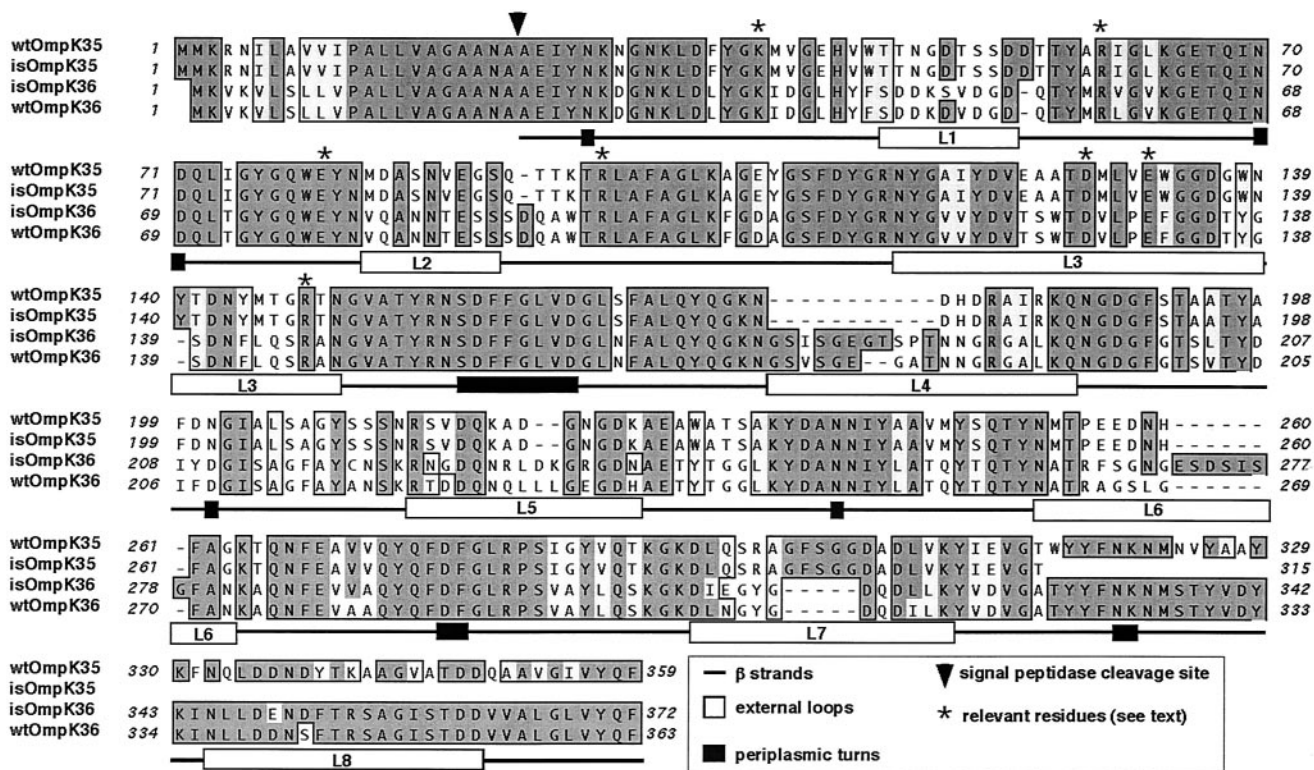 * *
wtOmpK35 1 MMKRNILAVVIPALLVAGAANAAEIYNKNGNKLDFYGKMVGEHVWTTNGDTSSDDTTYARIGLKGETQIN 70
isOmpK35 1 MMKRNILAVVIPALLVAGAANAAEIYNKNGNKLDFYGKMVGEHVWTTNGDTSSDDTTYARIGLKGETQIN 70
isOmpK36 1 MKVKVLSLLVPALLVAGAANAAEIYNKDGNKLDLYGKIDGLHYFSDDKSVDGD-QTYMRVGVKGETQIN 68
wtOmpK36 1 MKVKVLSLLVPALLVAGAANAAEIYNKDGNKLDLYGKIDGLHYFSDDKDVDGD-QTYMRLGVKGETQIN 68
L1
* * * *
wtOmpK35 71 DQLIGYGQWEYNMDASNVEGSQ-TTKTRLAFAGLKAGEYGSFDYGRNYGAIYDVEAATDMLVEWGGDGWN 139
isOmpK35 71 DQLIGYGQWEYNMDASNVEGSQ-TTKTRLAFAGLKAGEYGSFDYGRNYGAIYDVEAATDMLVEWGGDGWN 139
isOmpK36 69 DQLTGYGQWEYNVQANNTESSSDQAWTRLAFAGLKFGDAGSFDYGRNYGVVYDVTSWTDVLPEFGGDTYG 138
wtOmpK36 69 DQLTGYGQWEYNVQANNTESSSDQAWTRLAFAGLKFGDAGSFDYGRNYGVVYDVTSWTDVLPEFGGDTYG 138
L2 L3
*
wtOmpK35 140 YTDNYMTGRTNGVATYRNSDFFGLVDGLSFALQYQGKN-----------DHDRAIRKQNGDGFSTAATYA 198
isOmpK35 140 YTDNYMTGRTNGVATYRNSDFFGLVDGLSFALQYQGKN-----------DHDRAIRKQNGDGFSTAATYA 198
isOmpK36 139 -SDNFLQSRANGVATYRNSDFFGLVDGLNFALQYQGKNGSISGEGTSPTNNGRGALKQNGDGFGTSLTYD 207
wtOmpK36 139 -SDNFLQSRANGVATYRNSDFFGLVDGLNFALQYQGKNGSVSGE--GATNNGRGALKQNGDGFGTSVTYD 205
L3 L4
wtOmpK35 199 FDNGIALSAGYSSSNRSVDQKAD--GNGDKAEAWATSAKYDANNIYAAVMYSQTYNMTPEEDNH------ 260
isOmpK35 199 FDNGIALSAGYSSSNRSVDQKAD--GNGDKAEAWATSAKYDANNIYAAVMYSQTYNMTPEEDNH------ 260
isOmpK36 208 IYDGISAGFAYCNSKRNGDQNRLDKGRGDNAETYTGGLKYDANNIYLATQYTQTYNATRFSGNGESDSIS 277
wtOmpK36 206 IFDGISAGFAYANSKRTDDQNQLLLGEGDHAETYTGGLKYDANNIYLATQYTQTYNATRAGSLG------ 269
L5 L6
wtOmpK35 261 -FAGKTQNFEAVVQYQFDFGLRPSIGYVQTKGKDLQSRAGFSGGDADLVKYIEVGTWYYFNKNMNVYAAY 329
isOmpK35 261 -FAGKTQNFEAVVQYQFDFGLRPSIGYVQTKGKDLQSRAGFSGGDADLVKYIEVGT 315
isOmpK36 278 GFANKAQNFEVVAQYQFDFGLRPSVAYLQSKGKDIEGYG-----DQDLLKYVDVGATYYFNKNMSTYVDY 342
wtOmpK36 270 -FANKAQNFEVAAQYQFDFGLRPSVAYLQSKGKDLNGYG-----DQDILKYVDVGATYYFNKNMSTYVDY 333
L6 L7
wtOmpK35 330 KFNQLDDNDYTKAAGVATDDQAAVGIVYQF 359
isOmpK35
isOmpK36 343 KINLLDENDFTRSAGISTDDVVALGLVYQF 372
wtOmpK36 334 KINLLDDNSFTRSAGISTDDVVALGLVYQF 363
L8
β strands
external loops
periplasmic turns
signal peptidase cleavage site
* relevant residues (see text)